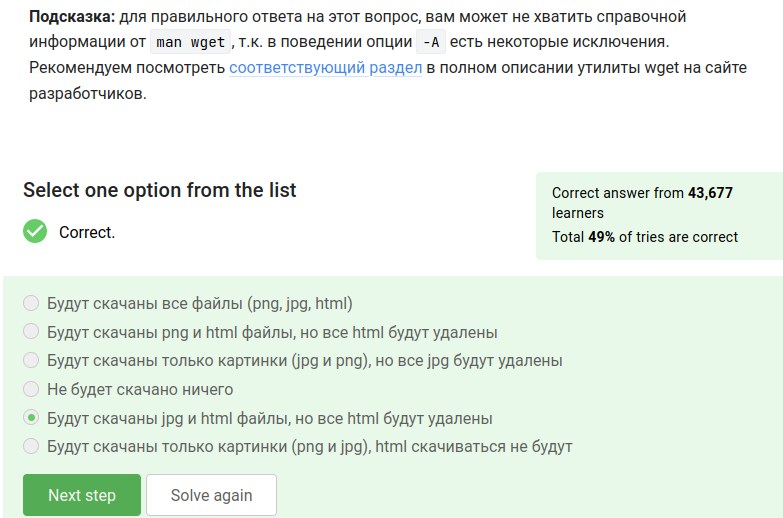 Подсказка: для правильного ответа на этот вопрос, вам может не хватить справочной
информации от man wget, т.к. в поведении опции -A есть некоторые исключения.
Рекомендуем посмотреть соответствующий раздел в полном описании утилиты wget на сайте
разработчиков.
Select one option from the list
Correct.
Correct answer from 43,677
learners
Total 49% of tries are correct
Будут скачаны все файлы (png, jpg, html)
Будут скачаны png и html файлы, но все html будут удалены
Будут скачаны только картинки (jpg и png), но все jpg будут удалены
Не будет скачано ничего
Будут скачаны jpg и html файлы, но все html будут удалены
Будут скачаны только картинки (png и jpg), html скачиваться не будут
Next step
Solve again